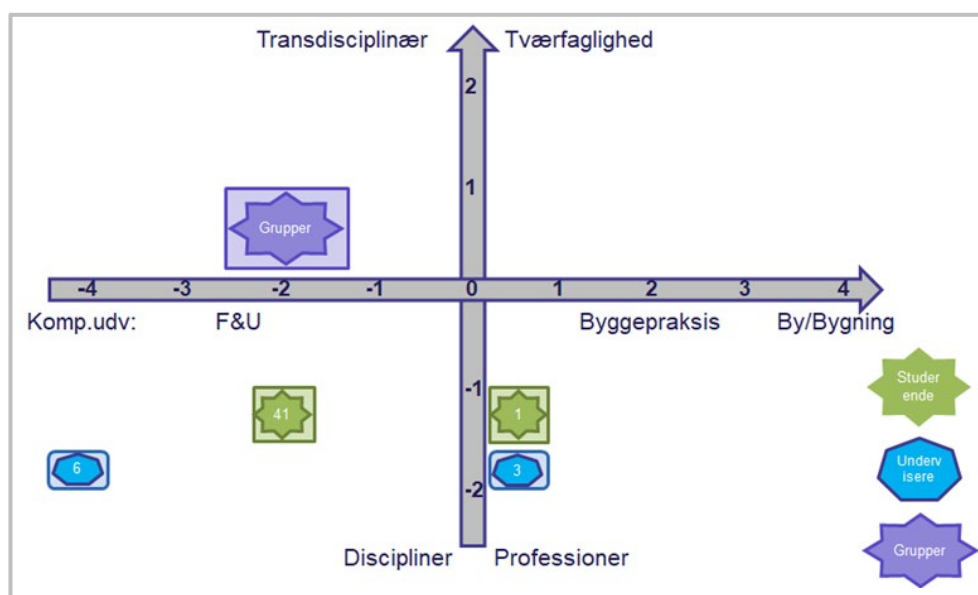 Transdisciplinær Tværfaglighed
2
1
Grupper
-4 -3 -2 -1 0 1 2 3 4
Komp.udv: F&U Byggepraksis By/Bygning
-1
Studer
ende
41 1
6 3
Underv
isere
-2
Discipliner Professioner
Grupper